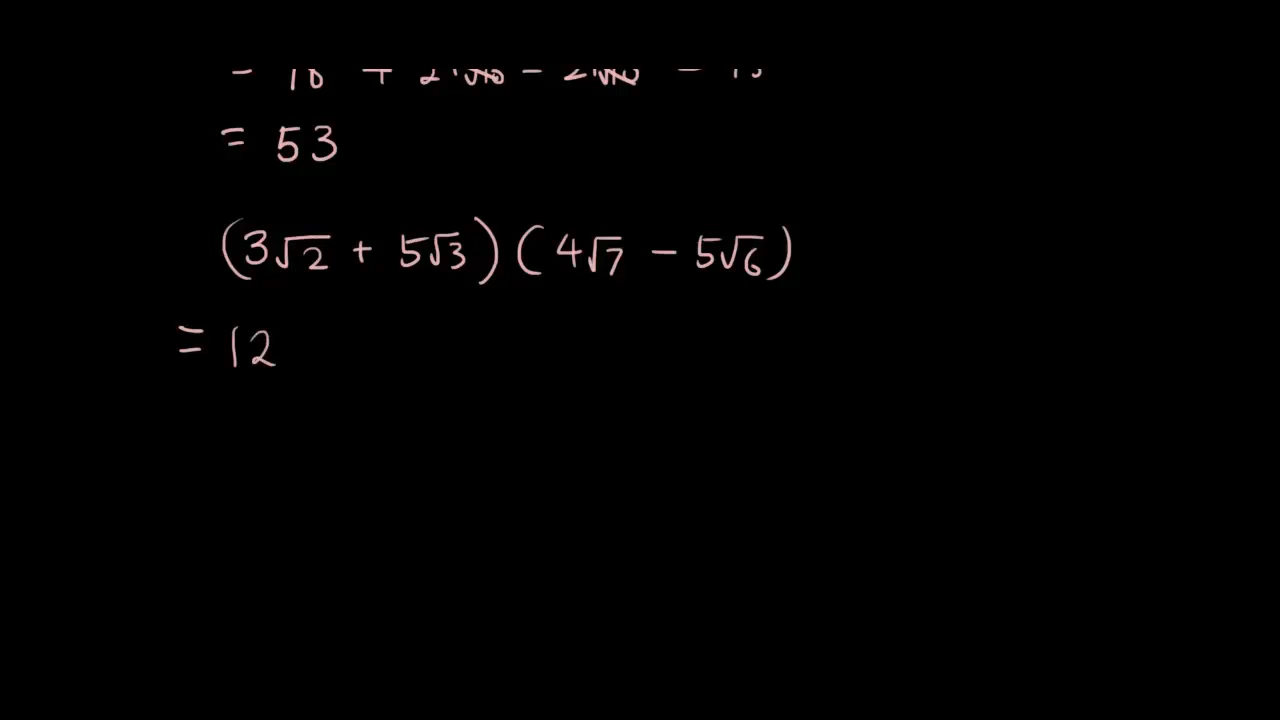 = 53
(3√2 + 5√3)(4√7 − 5√6)
= 12